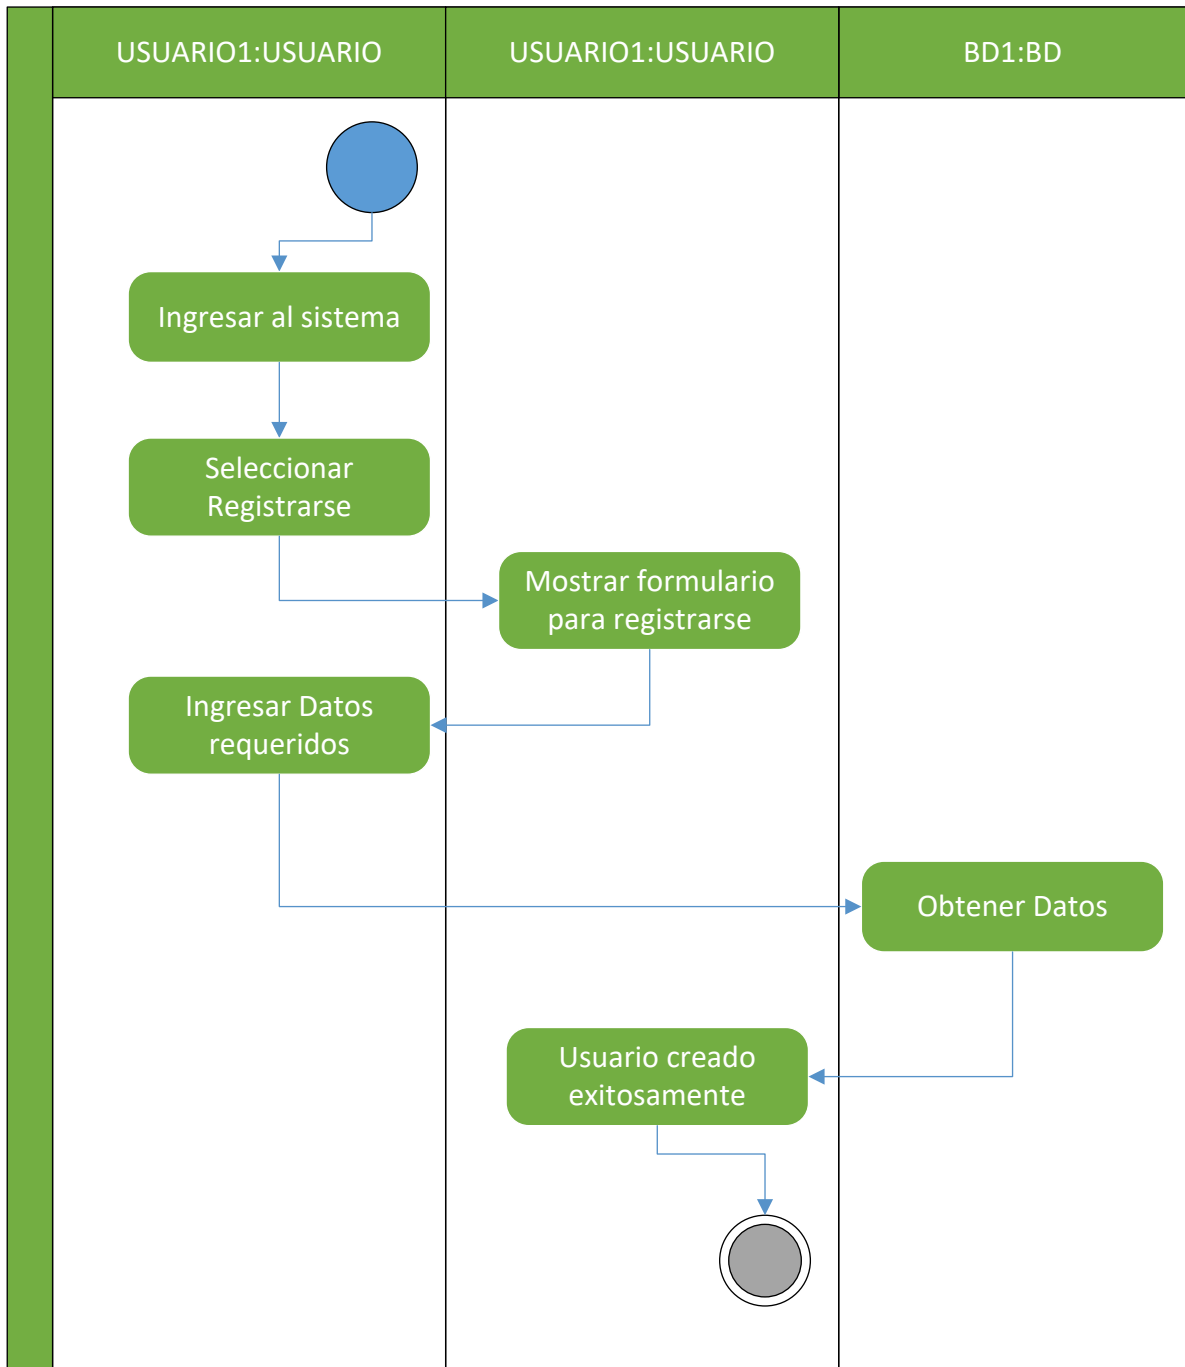 USUARIO1:USUARIO
USUARIO1:USUARIO
BD1:BD
Ingresar al sistema
Seleccionar
Registrarse
Mostrar formulario
para registrarse
Ingresar Datos
requeridos
Obtener Datos
Usuario creado
exitosamente